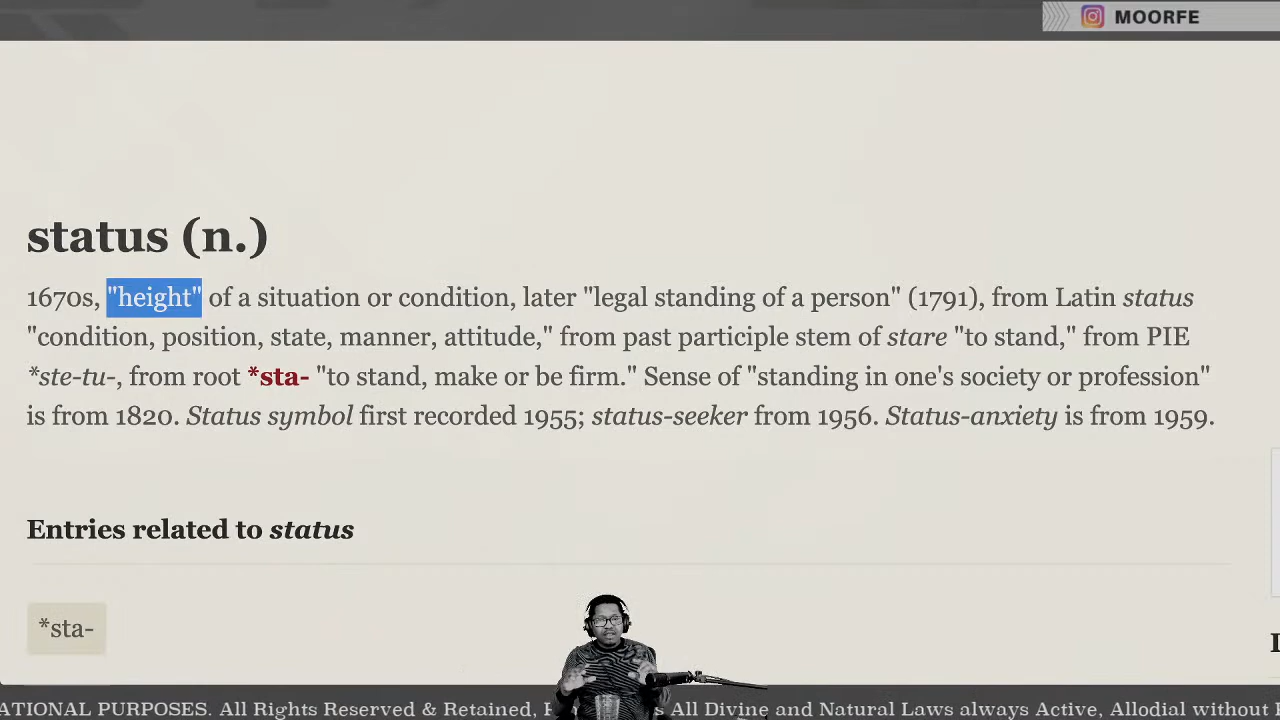 MOORFE
status (n.)
1670s, "height" of a situation or condition, later "legal standing of a person" (1791), from Latin status
"condition, position, state, manner, attitude," from past participle stem of stare "to stand," from PIE
*ste-tu-, from root *sta- "to stand, make or be firm." Sense of "standing in one's society or profession"
is from 1820. Status symbol first recorded 1955; status-seeker from 1956. Status-anxiety is from 1959.
Entries related to status
*sta-
ATIONAL PURPOSES. All Rights Reserved & Retained, All Divine and Natural Laws always Active, Allodial without